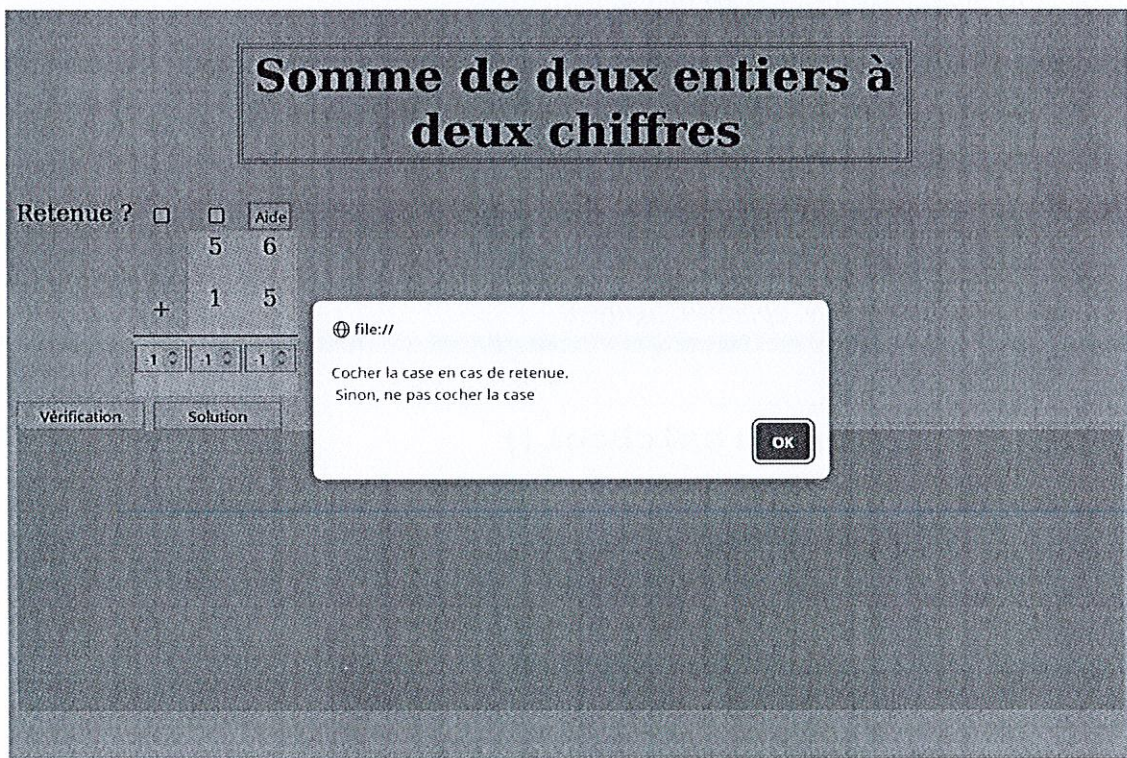 Somme de deux entiers à
deux chiffres
Retenue ? Aide
5 6
+ 1 5
-1 -1 -1
Vérification Solution
file://
Cocher la case en cas de retenue.
Sinon, ne pas cocher la case
OK